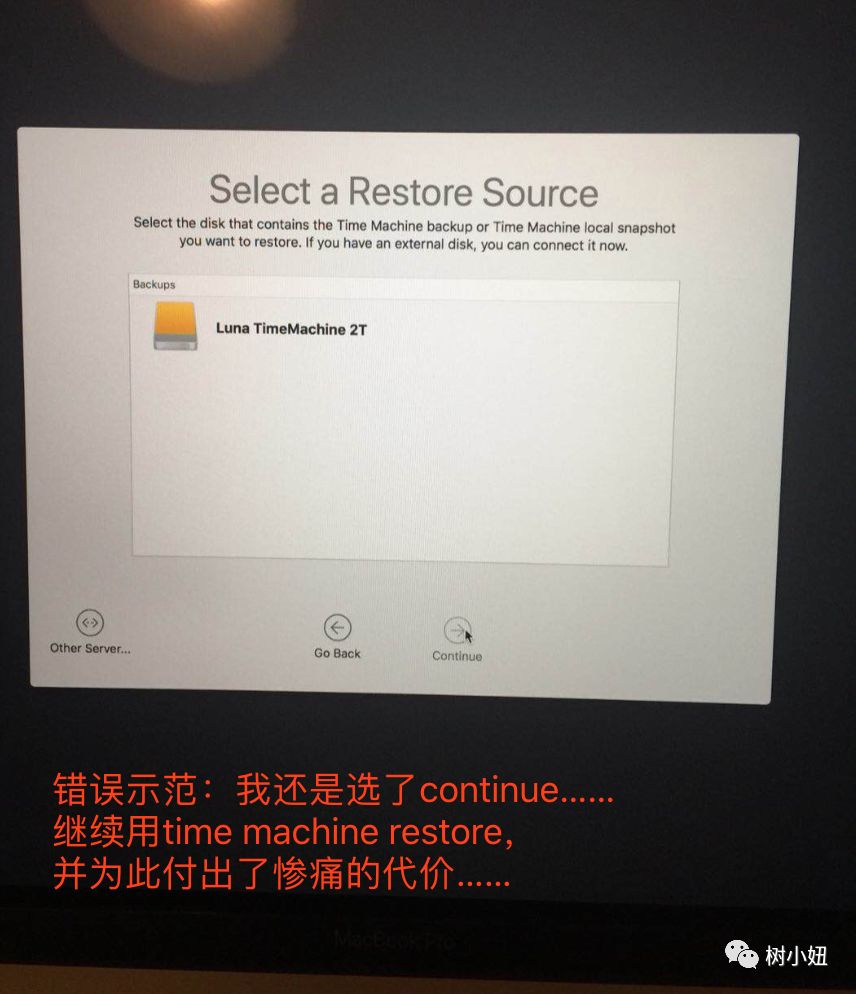 Select a Restore Source
Select the disk that contains the Time Machine backup or Time Machine local snapshot
you want to restore. If you have an external disk, you can connect it now.
Backups
Luna TimeMachine 2T
Other Server...
Go Back
Continue
错误示范：我还是选了continue……
继续用time machine restore,
并为此付出了惨痛的代价……
MacBook Pro
树小妞